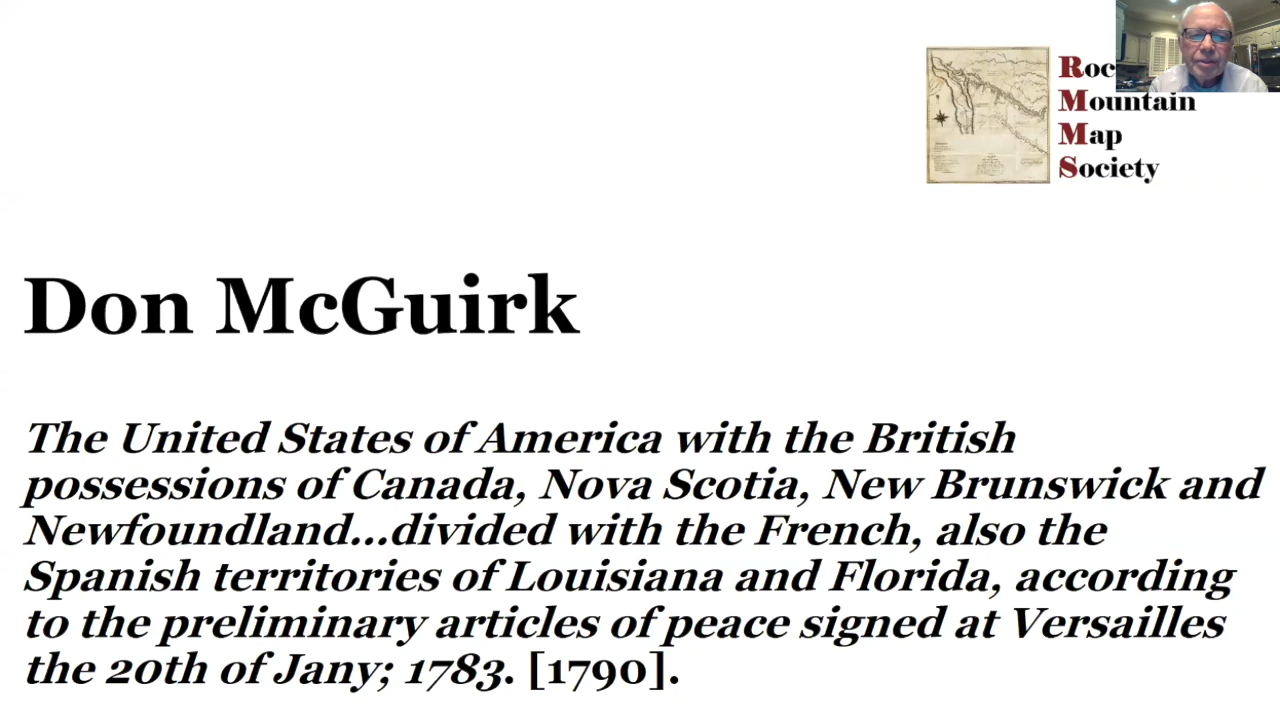 Roc
Mountain
Map
Society
Don McGuirk
The United States of America with the British
possessions of Canada, Nova Scotia, New Brunswick and
Newfoundland...divided with the French, also the
Spanish territories of Louisiana and Florida, according
to the preliminary articles of peace signed at Versailles
the 20th of Jany; 1783. [1790].